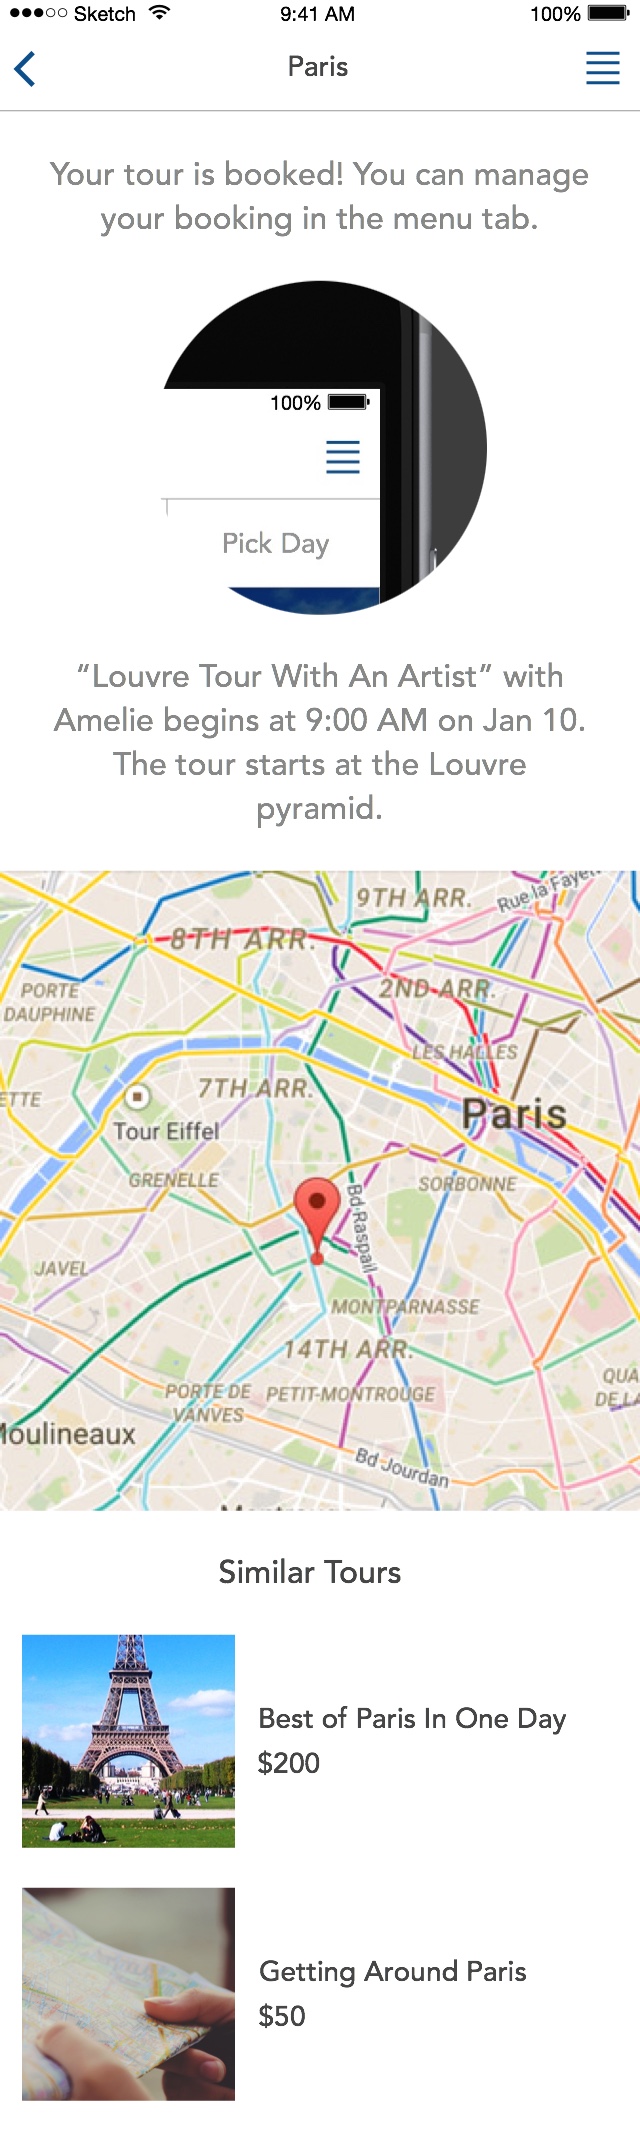 Sketch 9:41 AM 100%
Paris
Your tour is booked! You can manage
your booking in the menu tab.
100%
Pick Day
“Louvre Tour With An Artist” with
Amelie begins at 9:00 AM on Jan 10.
The tour starts at the Louvre
pyramid.
9TH ARR.
Rue la Fayet
8TH ARR.
PORTE
DAUPHINE
2ND ARR.
LES HALLES
ETTE
7TH ARR.
Paris
Tour Eiffel
GRENELLE
SORBONNE
Bd Raspail
JAVEL
MONTPARNASSE
14TH ARR.
QUA
DE LA
PORTE DE
VANVES
PETIT-MONTROUGE
Moulineaux
Bd Jourdan
Similar Tours
Best of Paris In One Day
$200
Getting Around Paris
$50